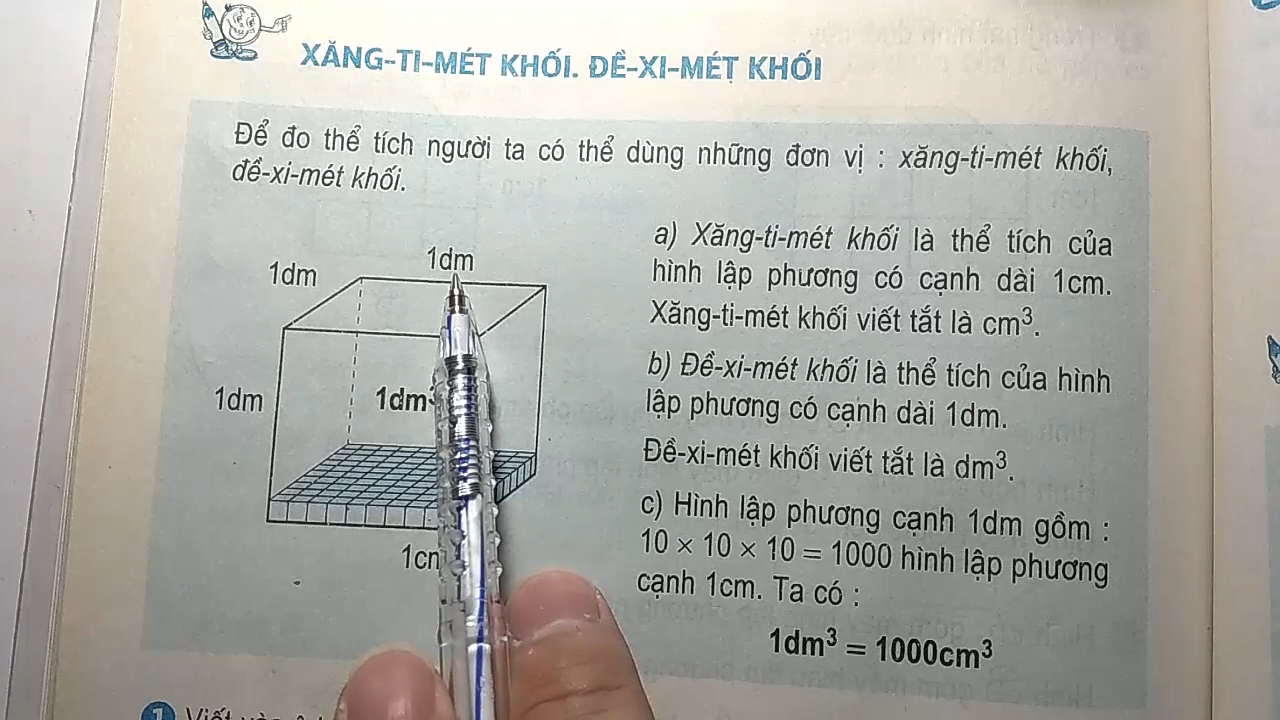 XĂNG-TI-MÉT KHỐI. ĐỀ-XI-MÉT KHỐI
Để đo thể tích người ta có thể dùng những đơn vị : xăng-ti-mét khối,
đề-xi-mét khối.
1dm
1dm
1dm
1dm
a) Xăng-ti-mét khối là thể tích của
hình lập phương có cạnh dài 1cm.
Xăng-ti-mét khối viết tắt là cm³.
b) Đề-xi-mét khối là thể tích của hình
lập phương có cạnh dài 1dm.
Đề-xi-mét khối viết tắt là dm³.
c) Hình lập phương cạnh 1dm gồm :
10 × 10 × 10 = 1000 hình lập phương
cạnh 1cm. Ta có :
1dm³ = 1000cm³
1 Viết